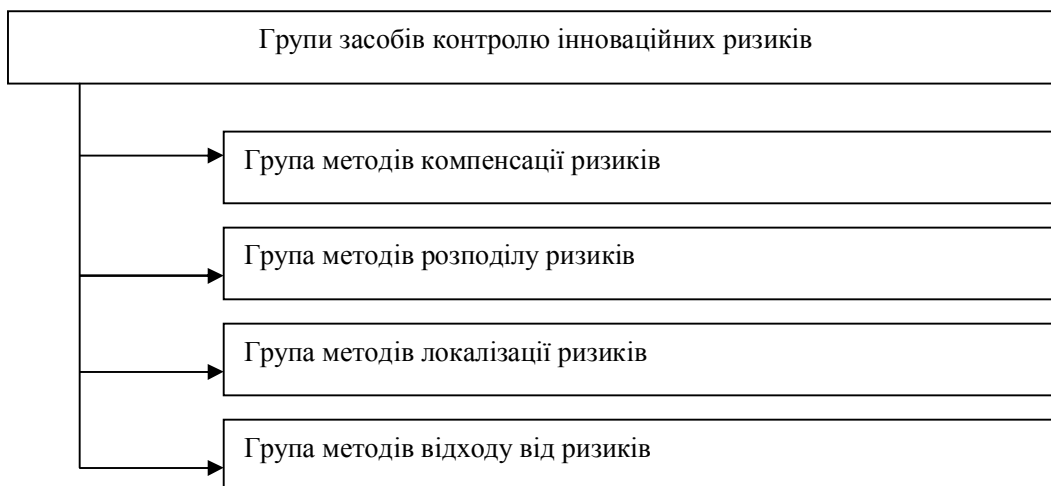 Групи засобів контролю інноваційних ризиків
Група методів компенсації ризиків
Група методів розподілу ризиків
Група методів локалізації ризиків
Група методів відходу від ризиків